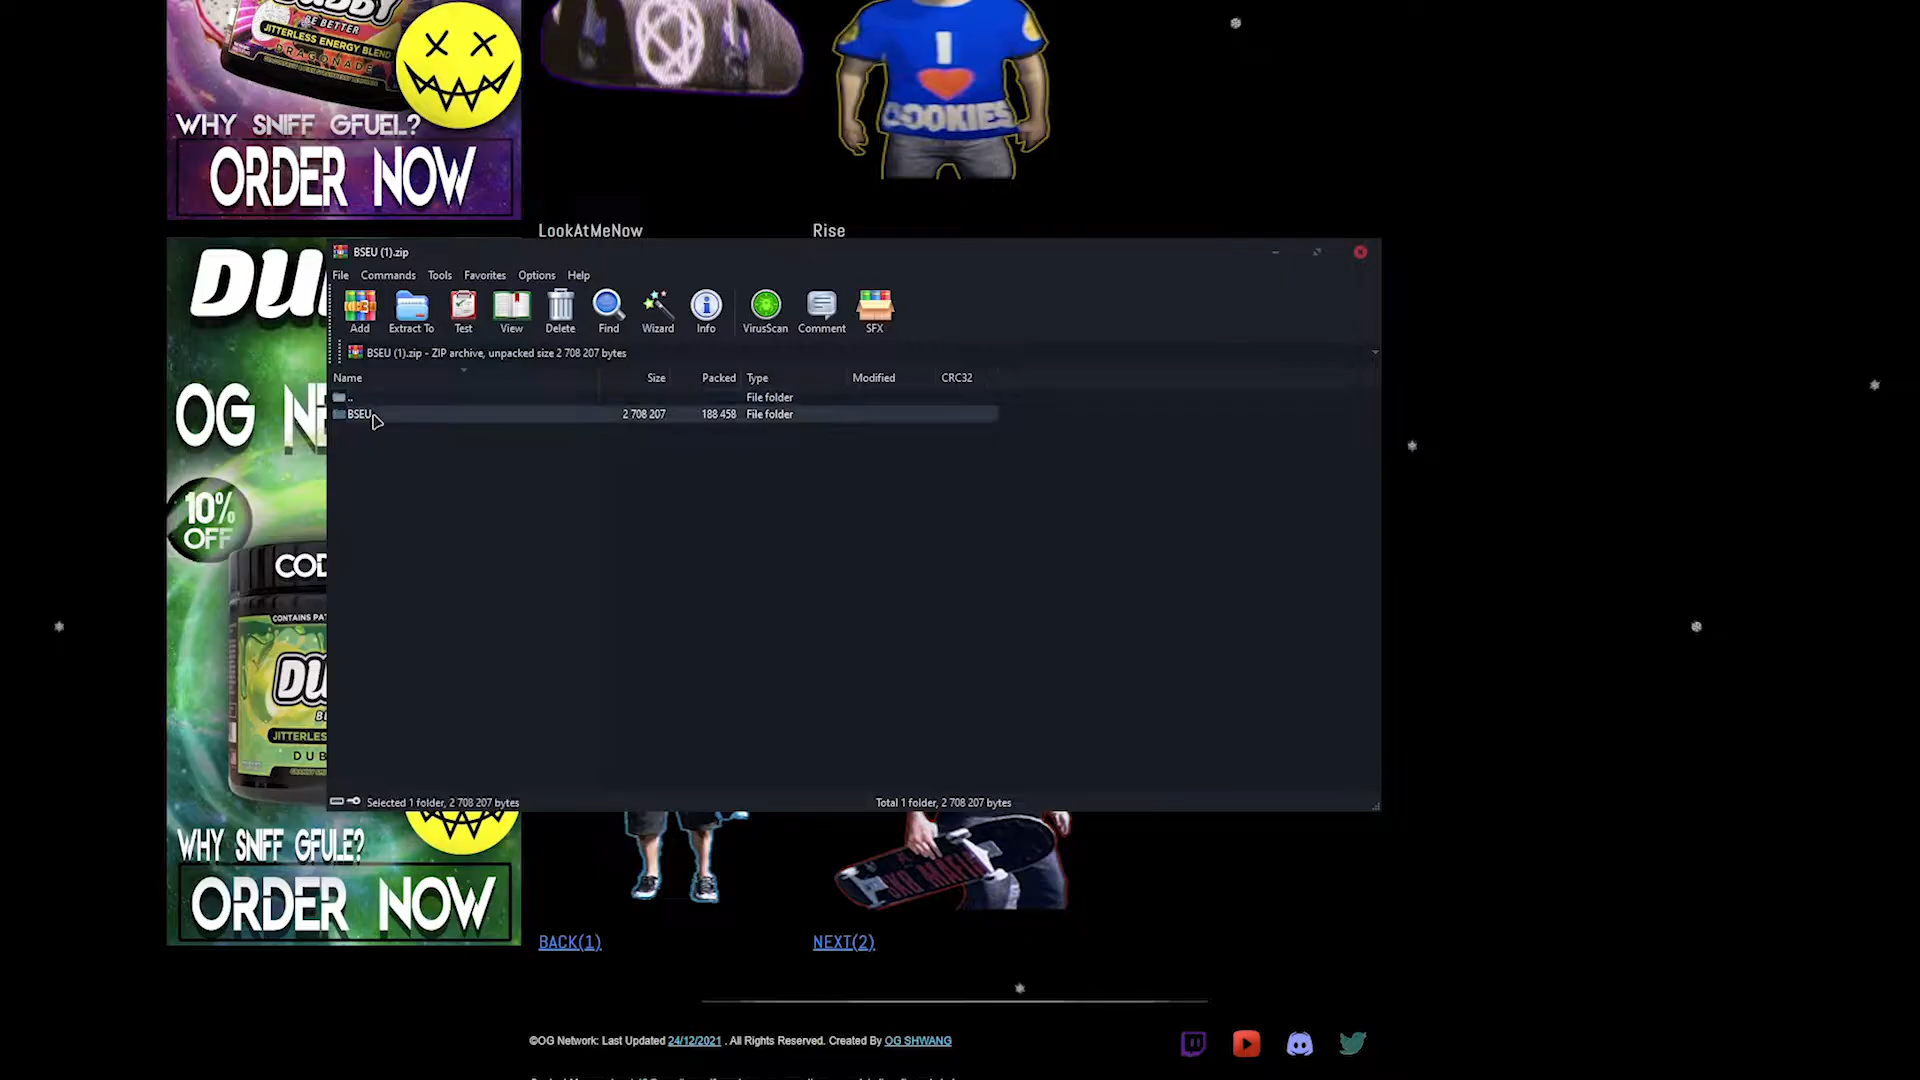 BE BETTER
JITTERLESS ENERGY BLEND
DRAGONADE
WHY SNIFF GFUEL?
ORDER NOW
I
COOKIES
LookAtMeNow
Rise
BSEU (1).zip
File Commands Tools Favorites Options Help
Add Extract To Test View Delete Find Wizard Info VirusScan Comment SFX
BSEU (1).zip - ZIP archive, unpacked size 2 708 207 bytes
Name Size Packed Type Modified CRC32
.. File folder
BSEU 2 708 207 188 458 File folder
Selected 1 folder, 2 708 207 bytes
Total 1 folder, 2 708 207 bytes
OG
10%
OFF
WHY SNIFF GFULE?
ORDER NOW
BACK(1)
NEXT(2)
©OG Network: Last Updated 24/12/2021 . All Rights Reserved. Created By OG SHWANG